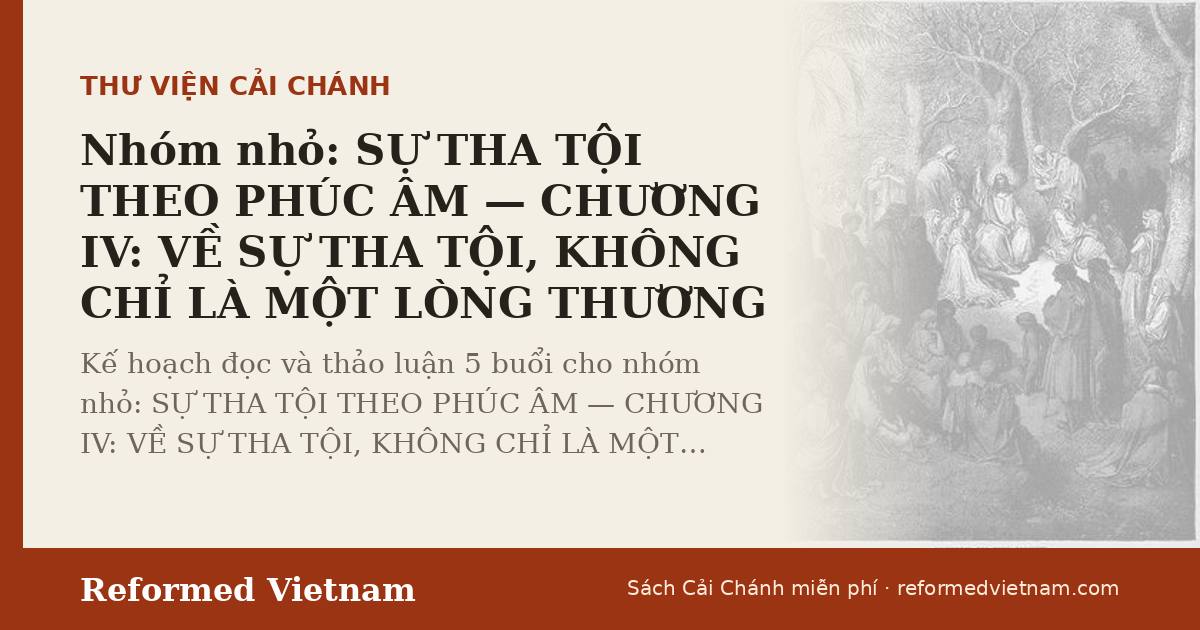 THƯ VIỆN CẢI CHÁNH
Nhóm nhỏ: SỰ THA TỘI
THEO PHÚC ÂM — CHƯƠNG
IV: VỀ SỰ THA TỘI, KHÔNG
CHỈ LÀ MỘT LÒNG THƯƠNG
Kế hoạch đọc và thảo luận 5 buổi cho nhóm
nhỏ: SỰ THA TỘI THEO PHÚC ÂM — CHƯƠNG
IV: VỀ SỰ THA TỘI, KHÔNG CHỈ LÀ MỘT...
Reformed Vietnam
Sách Cải Chánh miễn phí · reformedvietnam.com